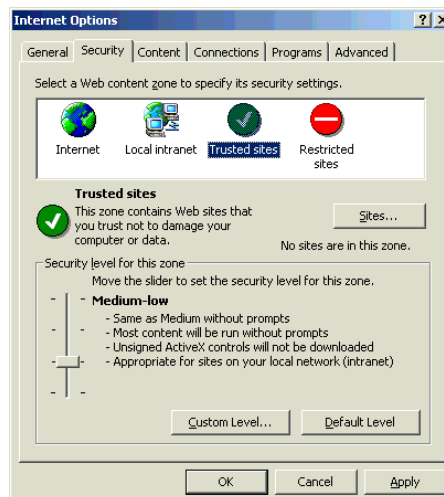 Internet Options
General
Security
Content
Connections
Programs
Advanced
Select a Web content zone to specify its security settings.
Internet
Local intranet
Trusted sites
Restricted
sites
Trusted sites
This zone contains Web sites that
you trust not to damage your
computer or data.
Sites...
No sites are in this zone.
Security level for this zone
Move the slider to set the security level for this zone.
Medium-low
- Same as Medium without prompts
- Most content will be run without prompts
- Unsigned ActiveX controls will not be downloaded
- Appropriate for sites on your local network (intranet)
Custom Level...
Default Level
OK
Cancel
Apply